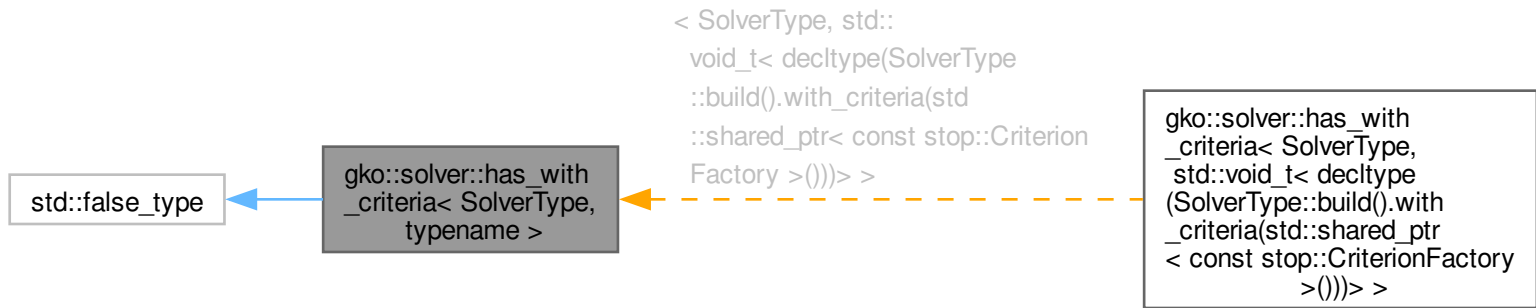 std::false_type
gko::solver::has_with
_criteria< SolverType,
typename >
< SolverType, std::
void_t< decltype(SolverType
::build().with_criteria(std
::shared_ptr< const stop::Criterion
Factory >()))> >
gko::solver::has_with
_criteria< SolverType,
std::void_t< decltype
(SolverType::build().with
_criteria(std::shared_ptr
< const stop::CriterionFactory
>()))> >